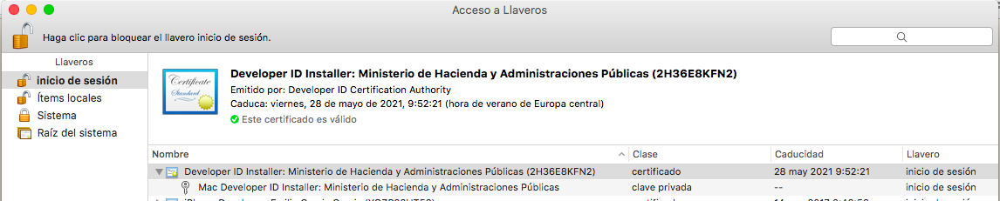 Acceso a Llaveros
Haga clic para bloquear el llavero inicio de sesión.
Llaveros
inicio de sesión
Ítems locales
Sistema
Raíz del sistema
Certificate
Standard
Developer ID Installer: Ministerio de Hacienda y Administraciones Públicas (2H36E8KFN2)
Emitido por: Developer ID Certification Authority
Caduca: viernes, 28 de mayo de 2021, 9:52:21 (hora de verano de Europa central)
Este certificado es válido
Nombre Clase Caducidad Llavero
Developer ID Installer: Ministerio de Hacienda y Administraciones Públicas (2H36E8KFN2) certificado 28 may 2021 9:52:21 inicio de sesión
Mac Developer ID Installer: Ministerio de Hacienda y Administraciones Públicas clave privada -- inicio de sesión